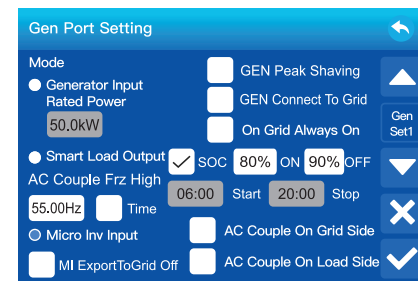 Gen Port Setting
Mode
Generator Input
Rated Power
50.0kW
GEN Peak Shaving
GEN Connect To Grid
On Grid Always On
Gen
Set1
Smart Load Output
SOC 80% ON 90% OFF
AC Couple Frz High
06:00 Start 20:00 Stop
55.00Hz Time
Micro Inv Input
AC Couple On Grid Side
MI ExportToGrid Off
AC Couple On Load Side